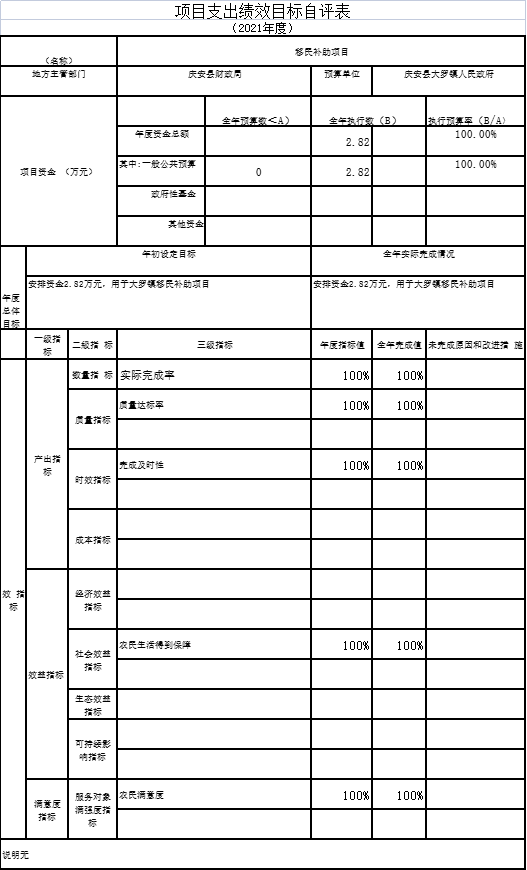 项目支出绩效目标自评表
（2021年度）
（名称） 移民补助项目
地方主管部门 庆安县财政局 预算单位 庆安县大罗镇人民政府
项目资金 （万元） 全年预算数＜A） 全年执行数（B） 执行预算率（B/A）
年度资金总额 2.82 100.00%
其中:一般公共预算 0 2.82 100.00%
政府性基金
其他资金
年度总体目标 年初设定目标 全年实际完成情况
安排资金2.82万元，用于大罗镇移民补助项目 安排资金2.82万元，用于大罗镇移民补助项目
效 指标 一级指标 二级指 标 三级指标 年度指标值 全年完成值 未完成原因和改进措 施
产出指标 数量指 标 实际完成率 100% 100%
质量指标 质量达标率 100% 100%
时效指标 完成及时性 100% 100%
成本指标
效益指标 经济效益指标
社会效益指标 农民生活得到保障 100% 100%
生态效益指标
可持续影响指标
满意度指标 服务对象满强度指标 农民满意度 100% 100%
说明无